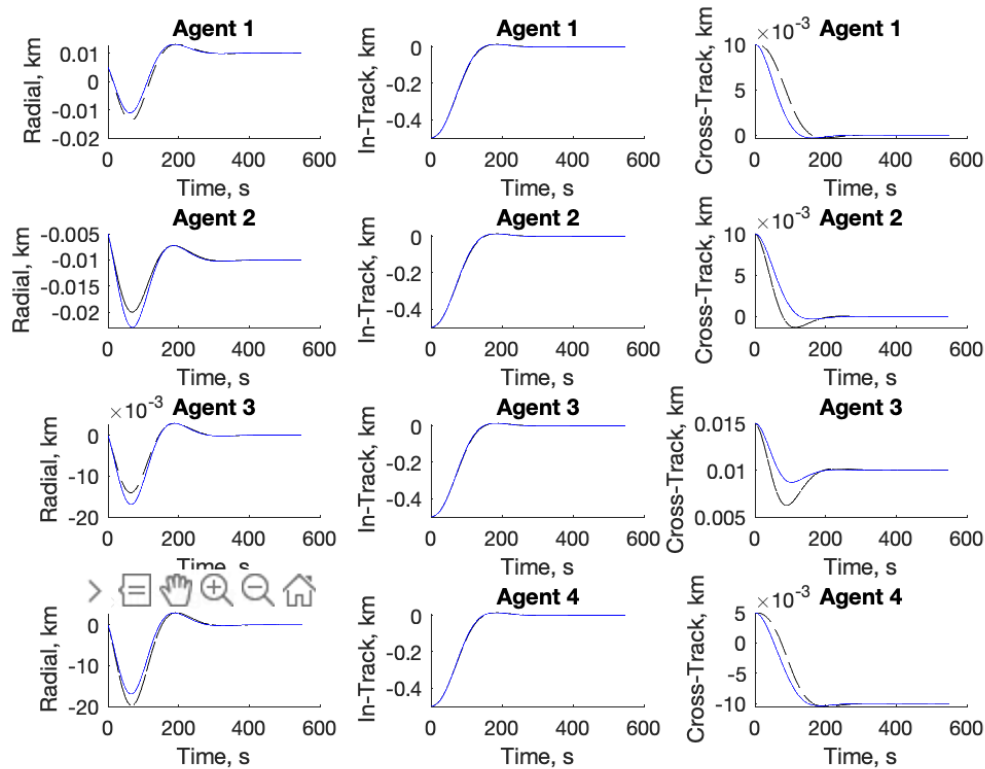 Agent 1
Radial, km
0.01
0
-0.01
-0.02
0 200 400 600
Time, s
Agent 1
In-Track, km
0
-0.2
-0.4
0 200 400 600
Time, s
×10⁻³ Agent 1
Cross-Track, km
10
5
0
0 200 400 600
Time, s
Agent 2
Radial, km
-0.005
-0.01
-0.015
-0.02
0 200 400 600
Time, s
Agent 2
In-Track, km
0
-0.2
-0.4
0 200 400 600
Time, s
×10⁻³ Agent 2
Cross-Track, km
10
5
0
0 200 400 600
Time, s
×10⁻³ Agent 3
Radial, km
0
-10
-20
0 200 400 600
Time, s
Agent 3
In-Track, km
0
-0.2
-0.4
0 200 400 600
Time, s
Agent 3
Cross-Track, km
0.015
0.01
0.005
0 200 400 600
Time, s
Radial, km
0
-10
-20
0 200 400 600
Time, s
Agent 4
In-Track, km
0
-0.2
-0.4
0 200 400 600
Time, s
×10⁻³ Agent 4
Cross-Track, km
5
0
-5
-10
0 200 400 600
Time, s